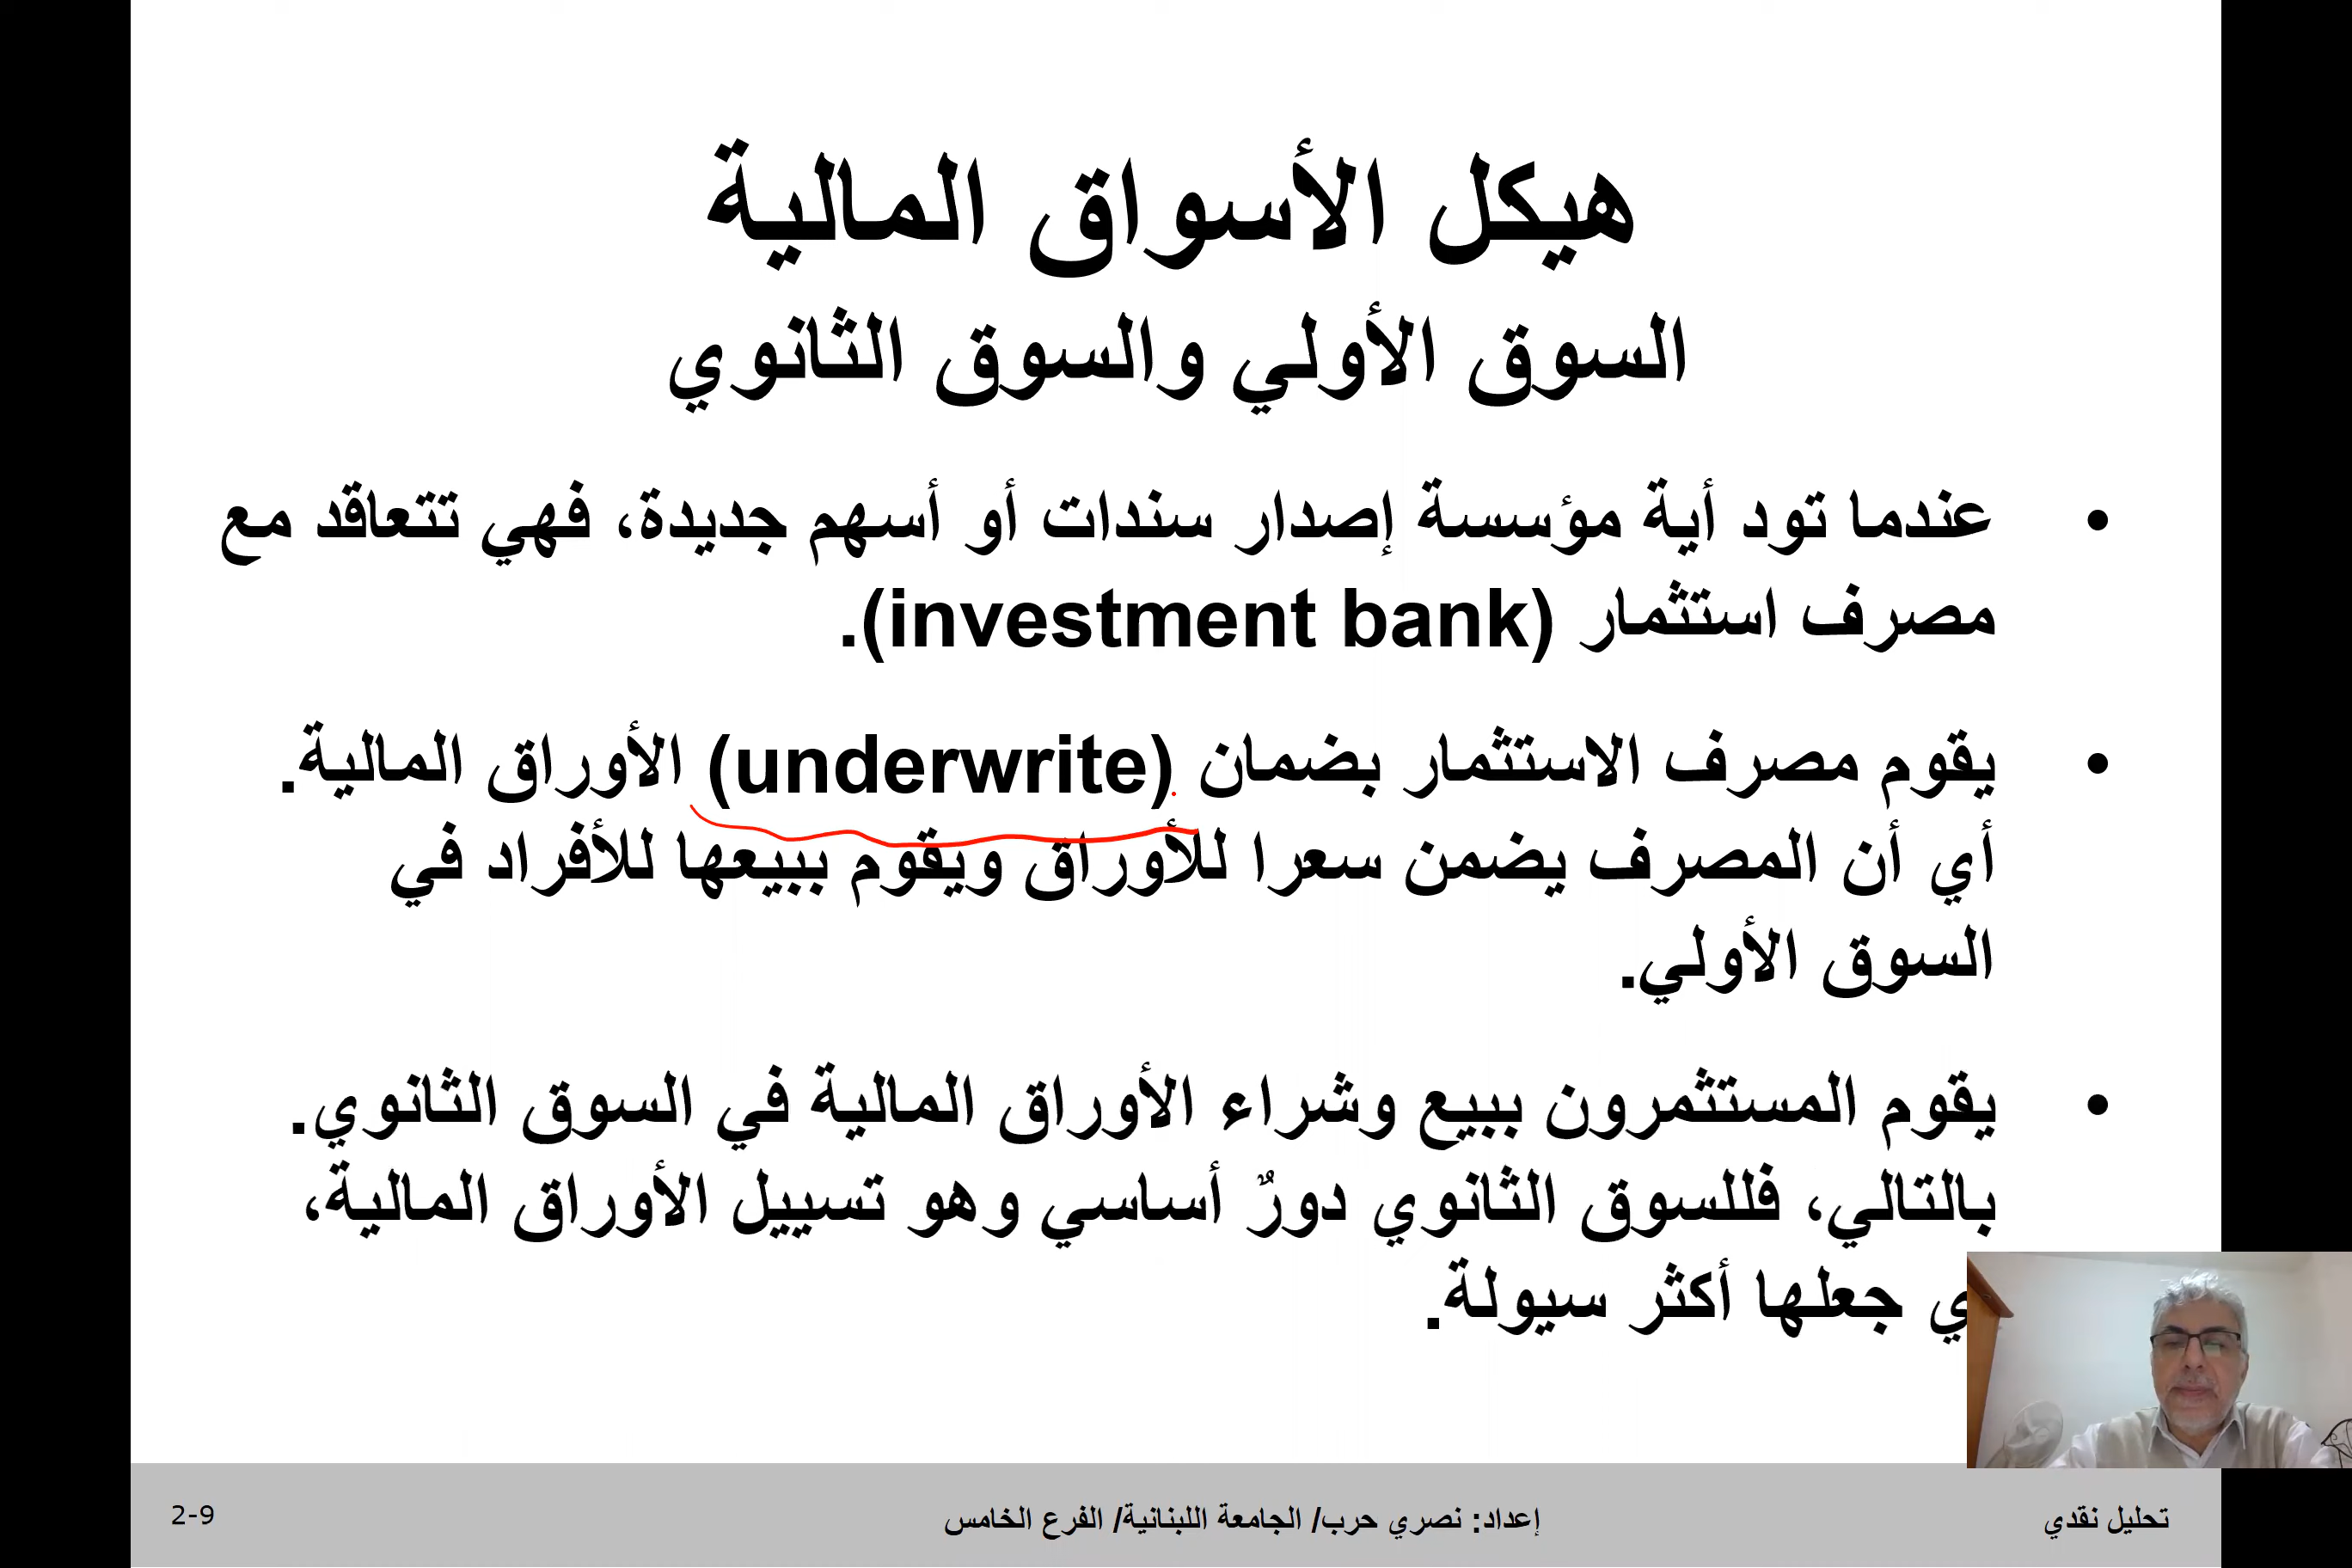 هيكل الأسواق المالية
السوق الأولي والسوق الثانوي
• عندما تود أية مؤسسة إصدار سندات أو أسهم جديدة، فهي تتعاقد مع
مصرف استثمار (investment bank).
• يقوم مصرف الاستثمار بضمان (underwrite) الأوراق المالية.
أي أن المصرف يضمن سعرا للأوراق ويقوم ببيعها للأفراد في
السوق الأولي.
• يقوم المستثمرون ببيع وشراء الأوراق المالية في السوق الثانوي.
بالتالي، فللسوق الثانوي دورٌ أساسي وهو تسييل الأوراق المالية،
جعلها أكثر سيولة.
تحليل نقدي
إعداد: نصري حرب/ الجامعة اللبنانية/ الفرع الخامس
2-9